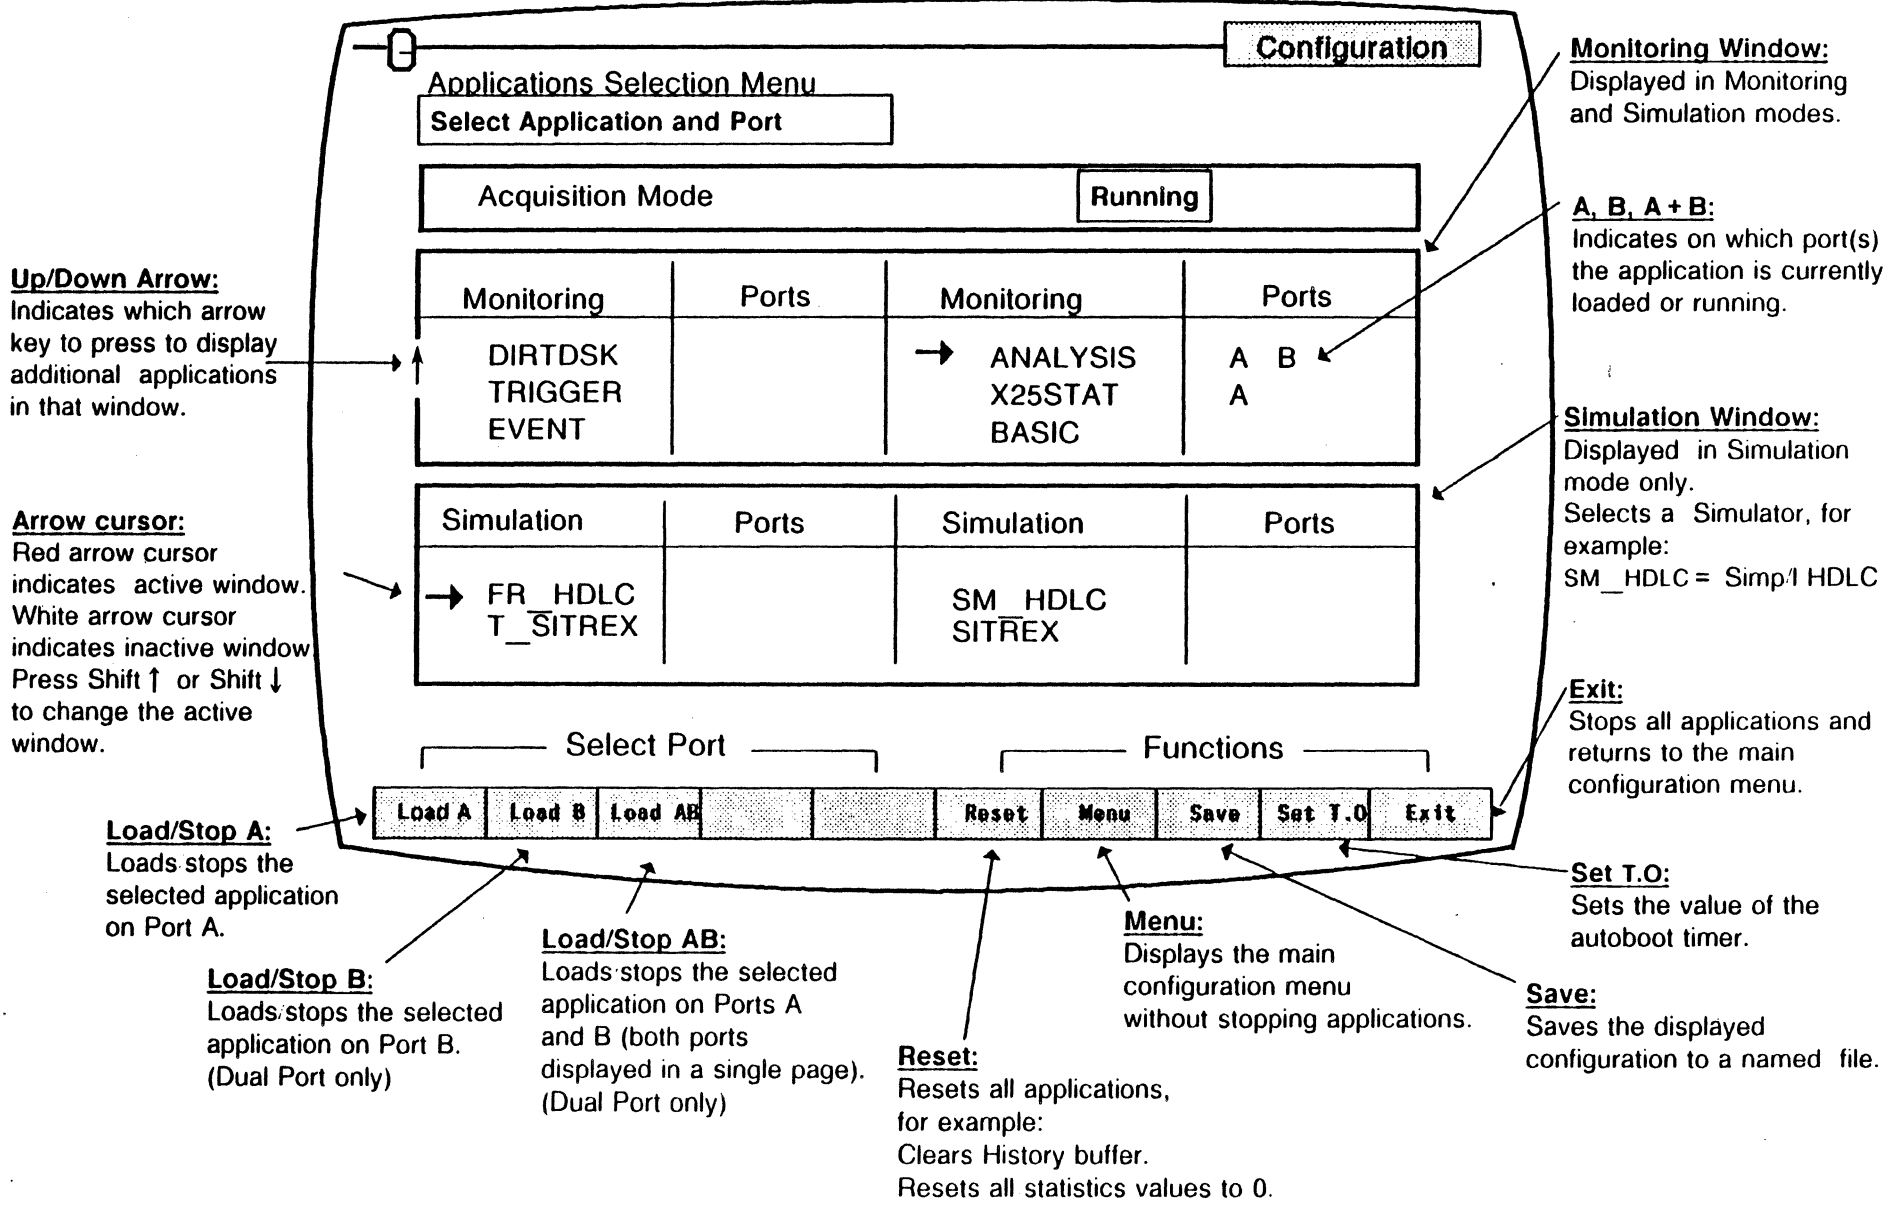 Configuration
Applications Selection Menu
Select Application and Port
Acquisition Mode Running
Monitoring Ports Monitoring Ports
DIRTDSK ANALYSIS A B
TRIGGER X25STAT A
EVENT BASIC
Simulation Ports Simulation Ports
FR_HDLC SM_HDLC
T_SITREX SITREX
Select Port Functions
Load A Load B Load AB Reset Menu Save Set T.O Exit
Up/Down Arrow:
Indicates which arrow
key to press to display
additional applications
in that window.
Arrow cursor:
Red arrow cursor
indicates active window.
White arrow cursor
indicates inactive window
Press Shift ↑ or Shift ↓
to change the active
window.
Load/Stop A:
Loads stops the
selected application
on Port A.
Load/Stop B:
Loads/stops the selected
application on Port B.
(Dual Port only)
Load/Stop AB:
Loads stops the selected
application on Ports A
and B (both ports
displayed in a single page).
(Dual Port only)
Reset:
Resets all applications,
for example:
Clears History buffer.
Resets all statistics values to 0.
Menu:
Displays the main
configuration menu
without stopping applications.
Save:
Saves the displayed
configuration to a named file.
Set T.O:
Sets the value of the
autoboot timer.
Exit:
Stops all applications and
returns to the main
configuration menu.
Simulation Window:
Displayed in Simulation
mode only.
Selects a Simulator, for
example:
SM_HDLC = Simp/l HDLC
A, B, A + B:
Indicates on which port(s)
the application is currently
loaded or running.
Monitoring Window:
Displayed in Monitoring
and Simulation modes.